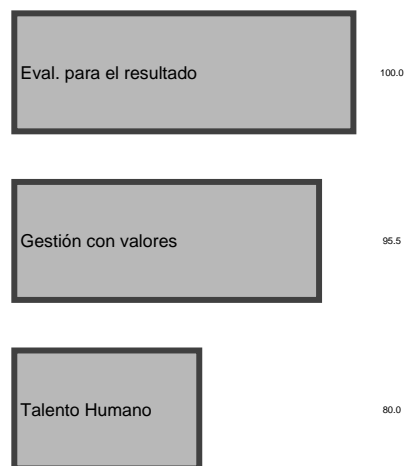 Eval. para el resultado 100.0
Gestión con valores 95.5
Talento Humano 80.0